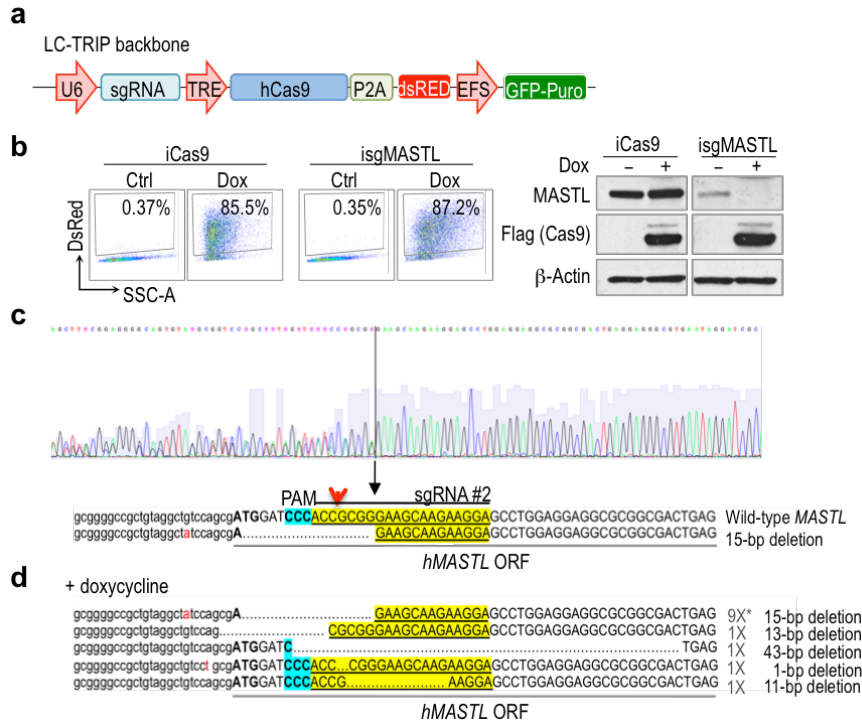 a
LC-TRIP backbone
U6 sgRNA TRE hCas9 P2A dsRED EFS GFP-Puro
b
iCas9 isgMASTL
Ctrl Dox Ctrl Dox
0.37% 85.5% 0.35% 87.2%
DsRed
SSC-A
iCas9 isgMASTL
Dox – + – +
MASTL
Flag (Cas9)
β-Actin
c
PAM sgRNA #2
gcggggccgctgtaggctgtccagcgATGGATCCCACCGCGGGAAGCAAGAAGGAGCCTGGAGGAGGCGCGGCGACTGAG Wild-type MASTL
gcggggccgctgtaggctatccagcgA......................GAAGCAAGAAGGAGCCTGGAGGAGGCGCGGCGACTGAG 15-bp deletion
hMASTL ORF
d
+ doxycycline
gcggggccgctgtaggctatccagcgA......................GAAGCAAGAAGGAGCCTGGAGGAGGCGCGGCGACTGAG 9X* 15-bp deletion
gcggggccgctgtaggctgtccag....................CGCGGGAAGCAAGAAGGAGCCTGGAGGAGGCGCGGCGACTGAG 1X 13-bp deletion
gcggggccgctgtaggctgtccagcgATGGATC................................................................TGAG 1X 43-bp deletion
gcggggccgctgtaggctgtcct gcgATGGATCCCACC...CGGGAAGCAAGAAGGAGCCTGGAGGAGGCGCGGCGACTGAG 1X 1-bp deletion
gcggggccgctgtaggctgtccagcgATGGATCCCACCG....................AAGGAGCCTGGAGGAGGCGCGGCGACTGAG 1X 11-bp deletion
hMASTL ORF